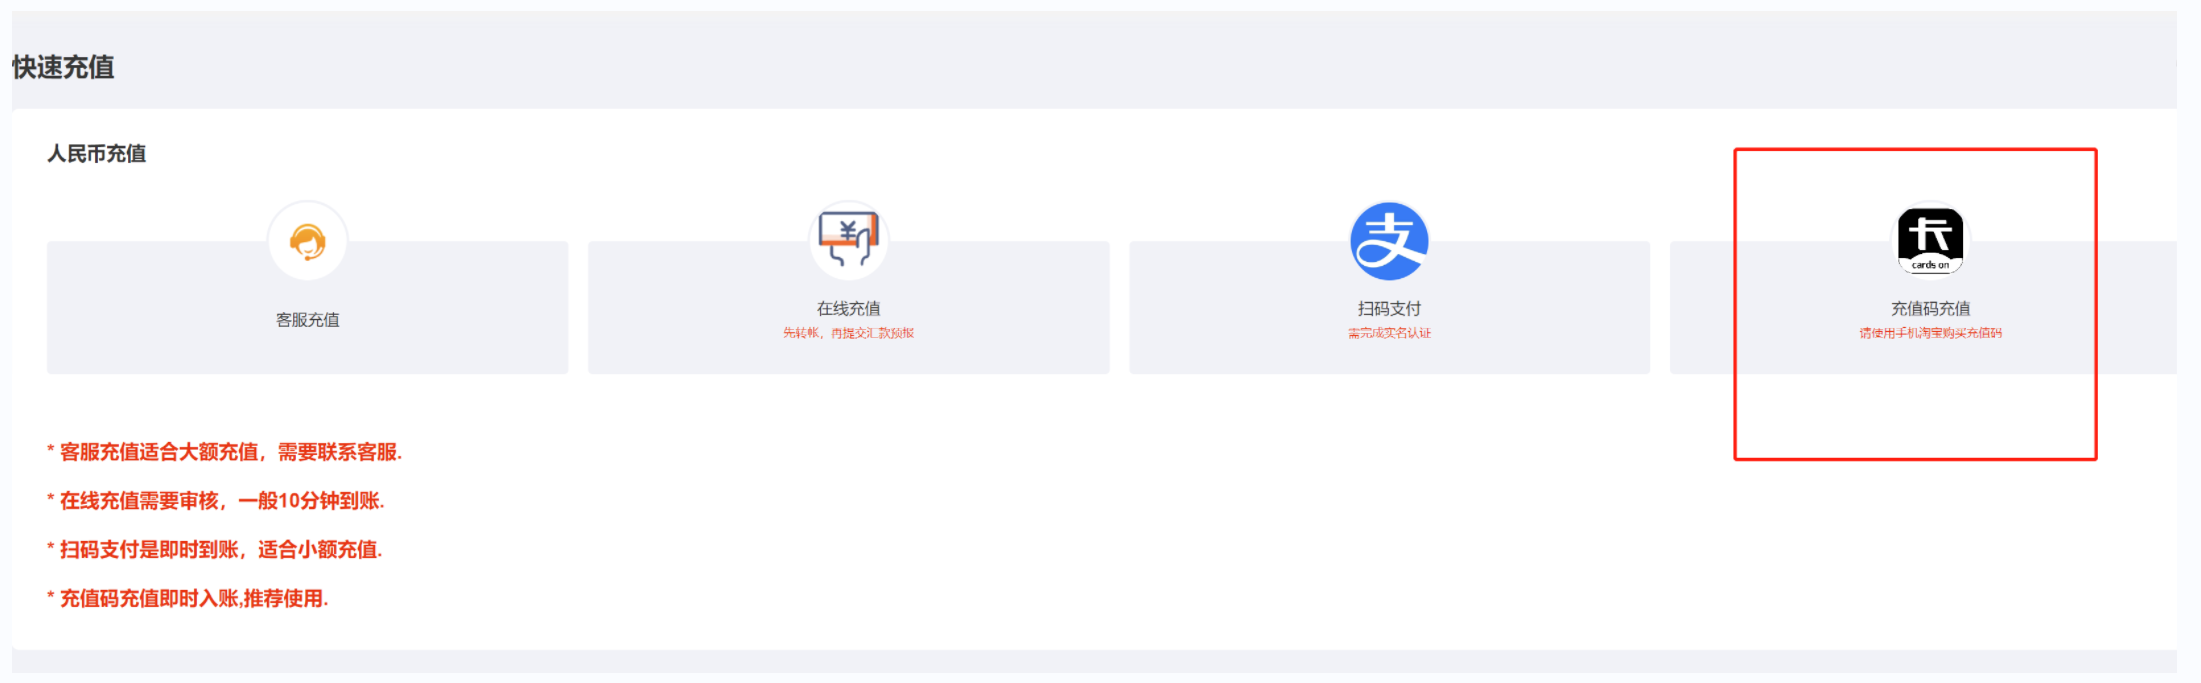 快速充值
人民币充值
客服充值
在线充值
先转帐，再提交汇款预报
支
扫码支付
需完成实名认证
卡
cards on
充值码充值
请使用手机淘宝购买充值码
* 客服充值适合大额充值，需要联系客服.
* 在线充值需要审核，一般10分钟到账.
* 扫码支付是即时到账，适合小额充值.
* 充值码充值即时入账,推荐使用.